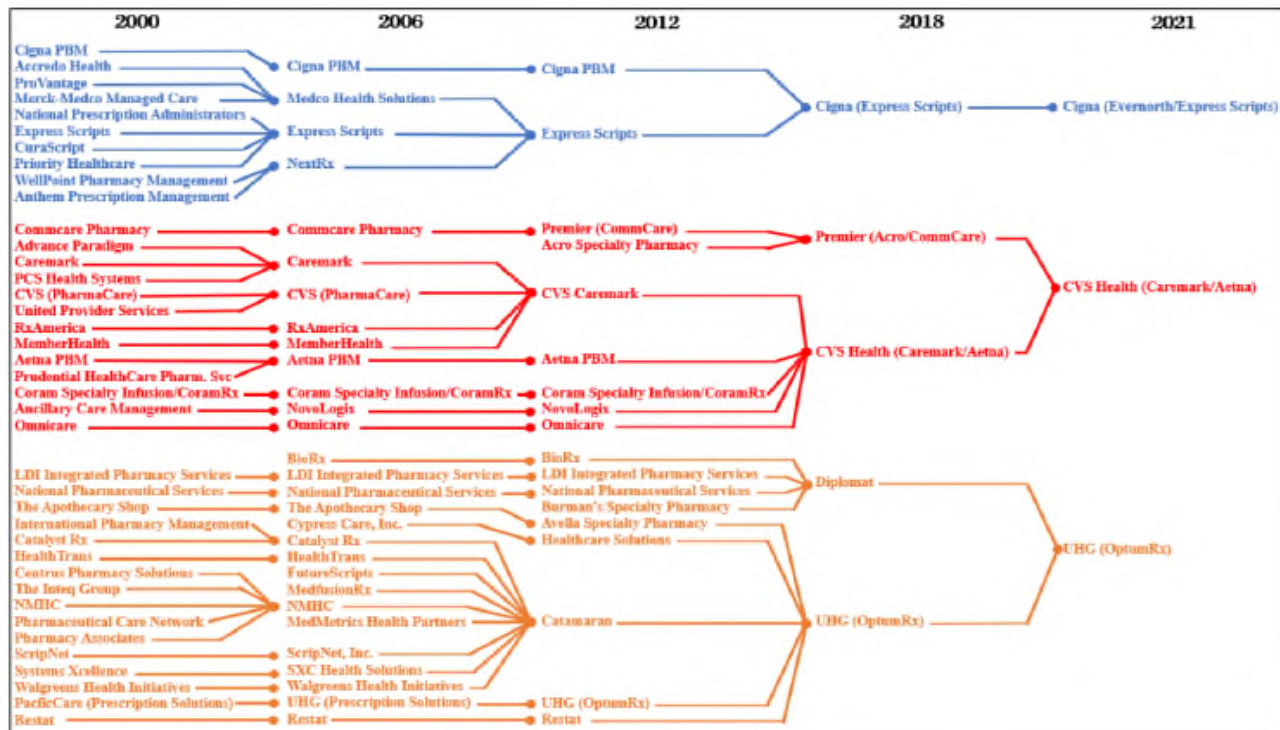 2000 2006 2012 2018 2021
Cigna PBM
Accredo Health
ProVantage
Merck-Medco Managed Care
National Prescription Administrators
Express Scripts
CuraScript
Priority Healthcare
WellPoint Pharmacy Management
Anthem Prescription Management
Cigna PBM
Medco Health Solutions
Express Scripts
NextRx
Cigna PBM
Express Scripts
Cigna (Express Scripts)
Cigna (Evernorth/Express Scripts)
Commcare Pharmacy
Advance Paradigm
Caremark
PCS Health Systems
CVS (PharmaCare)
United Provider Services
RxAmerica
MemberHealth
Aetna PBM
Prudential HealthCare Pharm. Svc
Coram Specialty Infusion/CoramRx
Ancillary Care Management
Omnicare
Commcare Pharmacy
Caremark
CVS (PharmaCare)
RxAmerica
MemberHealth
Aetna PBM
Coram Specialty Infusion/CoramRx
NovoLogix
Omnicare
Premier (CommCare)
Acro Specialty Pharmacy
CVS Caremark
Aetna PBM
Coram Specialty Infusion/CoramRx
NovoLogix
Omnicare
Premier (Acro/CommCare)
CVS Health (Caremark/Aetna)
CVS Health (Caremark/Aetna)
LDI Integrated Pharmacy Services
National Pharmaceutical Services
The Apothecary Shop
International Pharmacy Management
Catalyst Rx
HealthTrans
Centrus Pharmacy Solutions
The Inteq Group
NMHC
Pharmaceutical Care Network
Pharmacy Associates
ScripNet
Systems Xcellence
Walgreens Health Initiatives
PacficCare (Prescription Solutions)
Restat
BioRx
LDI Integrated Pharmacy Services
National Pharmaceutical Services
The Apothecary Shop
Cypress Care, Inc.
Catalyst Rx
HealthTrans
FutureScripts
MedfusionRx
NMHC
MedMetrics Health Partners
ScripNet, Inc.
SXC Health Solutions
Walgreens Health Initiatives
UHG (Prescription Solutions)
Restat
BioRx
LDI Integrated Pharmacy Services
National Pharmaceutical Services
Burman's Specialty Pharmacy
Avella Specialty Pharmacy
Healthcare Solutions
Catamaran
UHG (OptumRx)
Restat
Diplomat
UHG (OptumRx)
UHG (OptumRx)